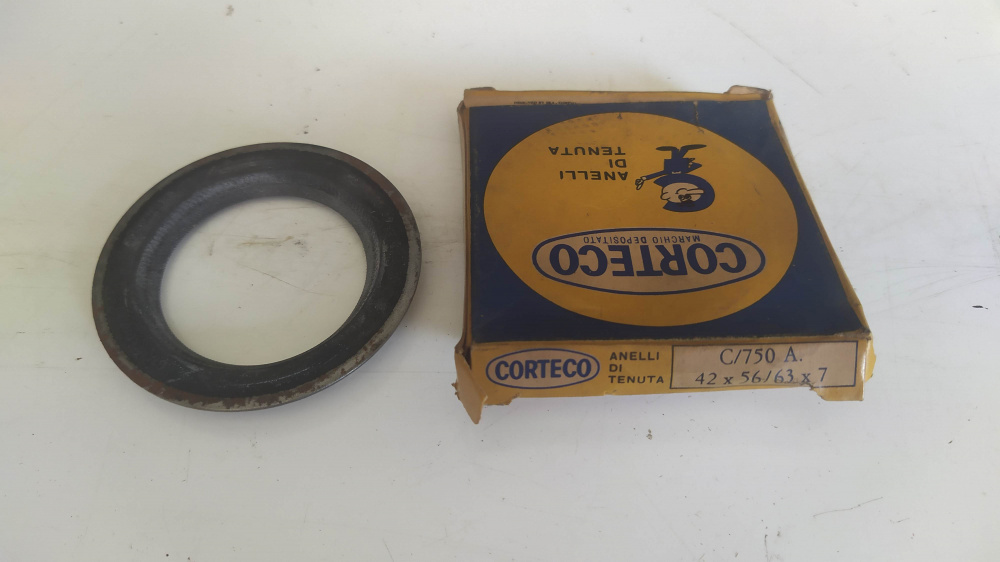 CORTECO
MARCHIO DEPOSITATO
ANELLI
DI
TENUTA
CORTECO
ANELLI
DI
TENUTA
C/750 A.
42 x 56/63 x 7